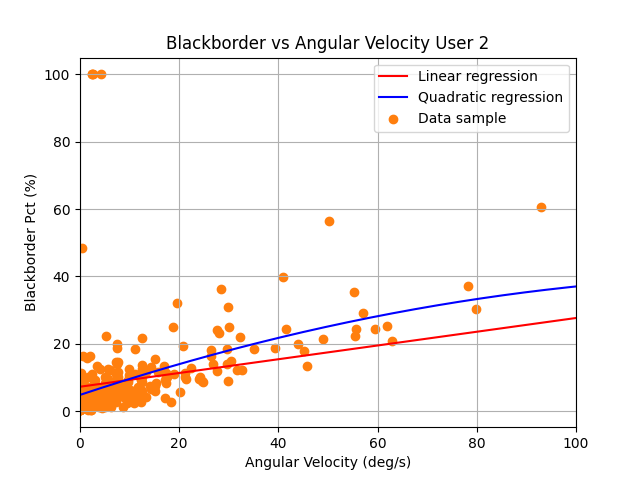 Blackborder vs Angular Velocity User 2
Blackborder Pct (%)
100
80
60
40
20
0
Linear regression
Quadratic regression
Data sample
0 20 40 60 80 100
Angular Velocity (deg/s)